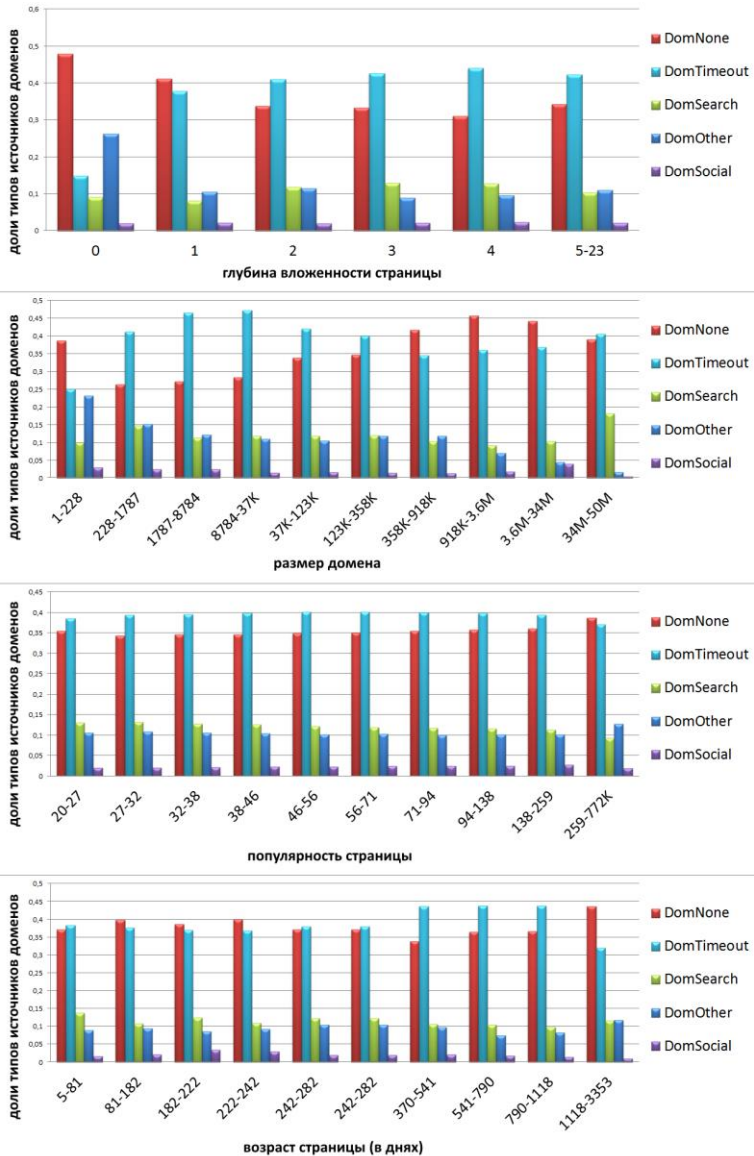 доли типов источников доменов
0,6
0,5
0,4
0,3
0,2
0,1
0
0 1 2 3 4 5-23
глубина вложенности страницы
DomNone
DomTimeout
DomSearch
DomOther
DomSocial
доли типов источников доменов
0,5
0,45
0,4
0,35
0,3
0,25
0,2
0,15
0,1
0,05
0
1-228 228-1787 1787-8784 8784-37K 37K-123K 123K-358K 358K-918K 918K-3.6M 3.6M-34M 34M-50M
размер домена
DomNone
DomTimeout
DomSearch
DomOther
DomSocial
доли типов источников доменов
0,45
0,4
0,35
0,3
0,25
0,2
0,15
0,1
0,05
0
20-27 27-32 32-38 38-46 46-56 56-71 71-94 94-138 138-259 259-772K
популярность страницы
DomNone
DomTimeout
DomSearch
DomOther
DomSocial
доли типов источников доменов
0,5
0,45
0,4
0,35
0,3
0,25
0,2
0,15
0,1
0,05
0
5-81 81-182 182-222 222-242 242-282 242-282 370-541 541-790 790-1118 1118-3353
возраст страницы (в днях)
DomNone
DomTimeout
DomSearch
DomOther
DomSocial